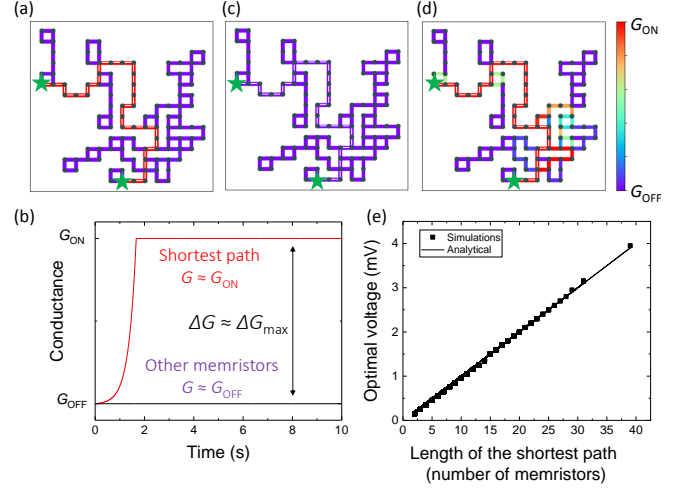 (a)
(c)
(d)
G_ON
G_OFF
(b)
G_ON
Shortest path
G ≈ G_ON
ΔG ≈ ΔG_max
Other memristors
G ≈ G_OFF
G_OFF
Conductance
0 2 4 6 8 10
Time (s)
(e)
Simulations
Analytical
4
3
2
1
0
Optimal voltage (mV)
0 5 10 15 20 25 30 35 40
Length of the shortest path
(number of memristors)